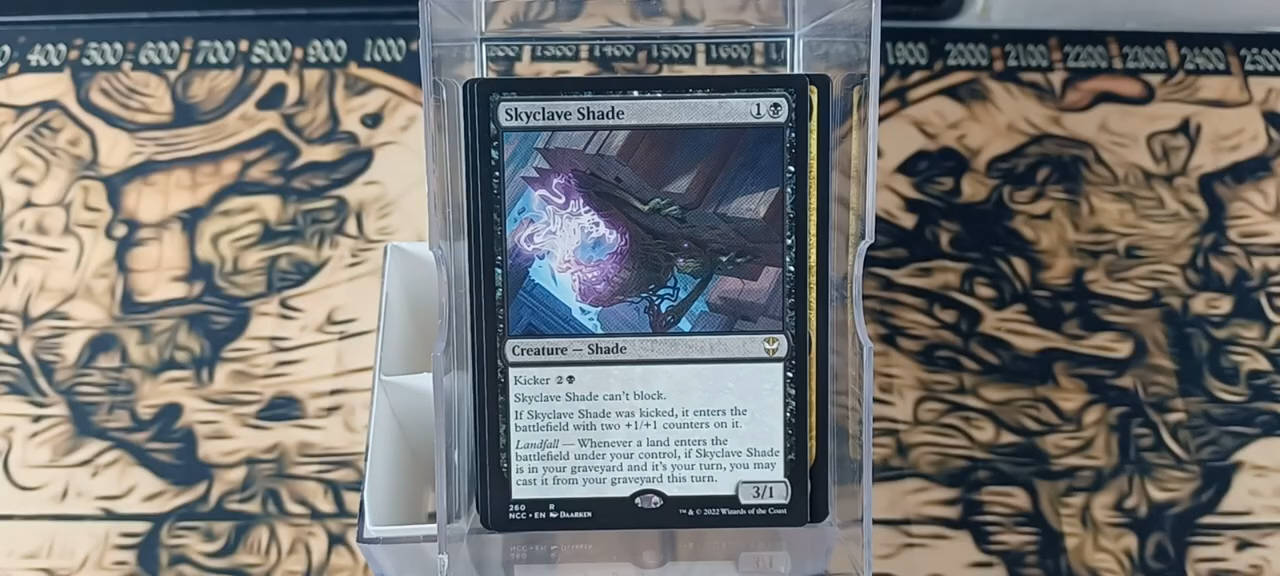 0 400 500 600 700 800 900 1000
1300 1400 1500 1600
1900 2000 2100 2200 2300 2400 2500
Skyclave Shade 1
Creature — Shade
Kicker 2
Skyclave Shade can't block.
If Skyclave Shade was kicked, it enters the
battlefield with two +1/+1 counters on it.
Landfall — Whenever a land enters the
battlefield under your control, if Skyclave Shade
is in your graveyard and it's your turn, you may
cast it from your graveyard this turn.
3/1
260 R
NCC • EN Daarken
™ & © 2022 Wizards of the Coast